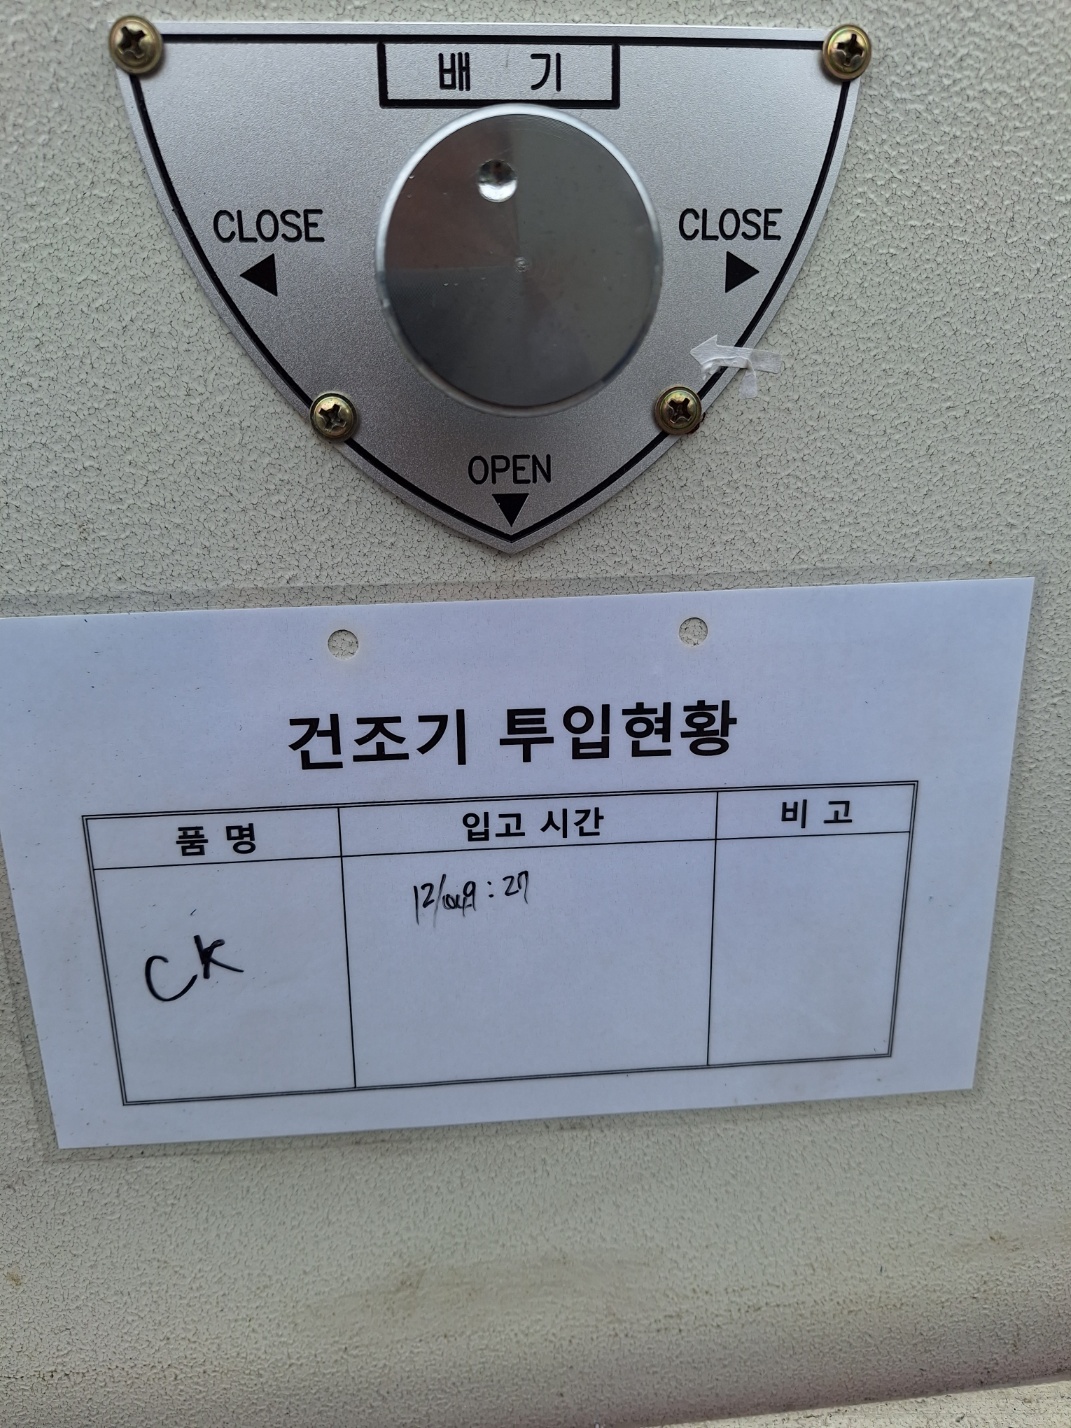 배 기
CLOSE CLOSE
OPEN
건조기 투입현황
품 명 입고 시간 비 고
: 27
CK